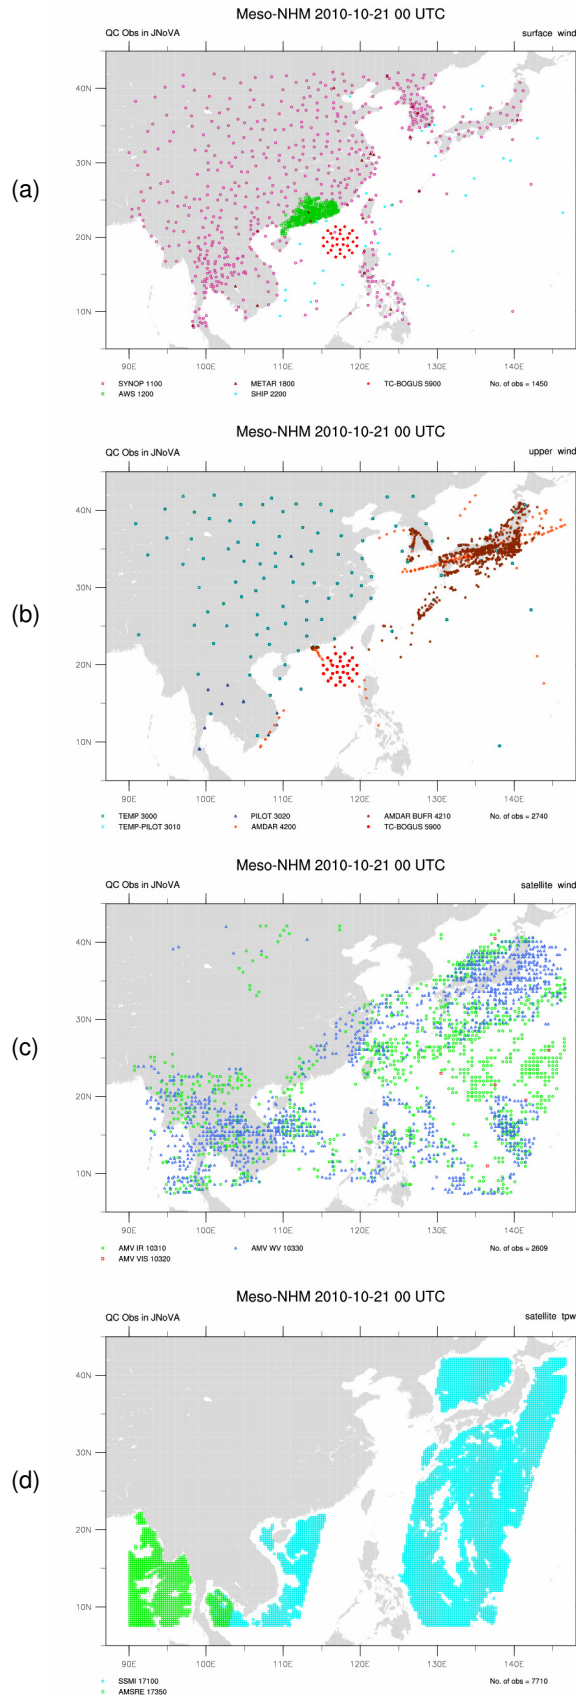 Meso-NHM 2010-10-21 00 UTC
QC Obs in JNoVA surface wind
(a)
40N
30N
20N
10N
90E 100E 110E 120E 130E 140E
SYNOP 1100 METAR 1800 TC-BOGUS 5900 No. of obs = 1450
AWS 1200 SHIP 2200
Meso-NHM 2010-10-21 00 UTC
QC Obs in JNoVA upper wind
40N
30N
(b)
20N
10N
90E 100E 110E 120E 130E 140E
TEMP 3000 PILOT 3020 AMDAR BUFR 4210 No. of obs = 2740
TEMP-PILOT 3010 AMDAR 4200 TC-BOGUS 5900
Meso-NHM 2010-10-21 00 UTC
QC Obs in JNoVA satellite wind
40N
30N
(c)
20N
10N
90E 100E 110E 120E 130E 140E
AMV IR 10310 AMV WV 10330 No. of obs = 2609
AMV VIS 10320
Meso-NHM 2010-10-21 00 UTC
QC Obs in JNoVA satellite tpw
40N
30N
(d)
20N
10N
90E 100E 110E 120E 130E 140E
SSMI 17100 No. of obs = 7710
AMSRE 17350